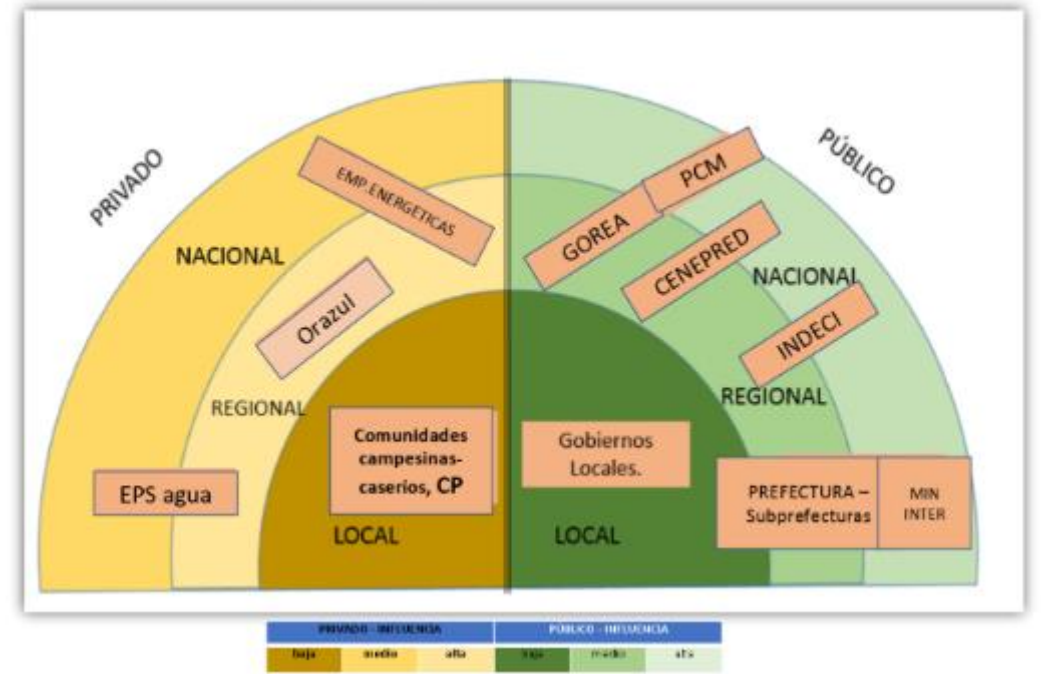 PRIVADO
PÚBLICO
EMP.ENERGETICAS
PCM
GOREA
CENEPRED
NACIONAL
NACIONAL
Orazul
INDECI
REGIONAL
REGIONAL
Comunidades
campesinas-
caserios, CP
Gobiernos
Locales.
EPS agua
PREFECTURA –
Subprefecturas
MIN
INTER
LOCAL
LOCAL
PRIVADO - INFLUENCIA
PÚBLICO - INFLUENCIA
baja medio alta baja medio alta